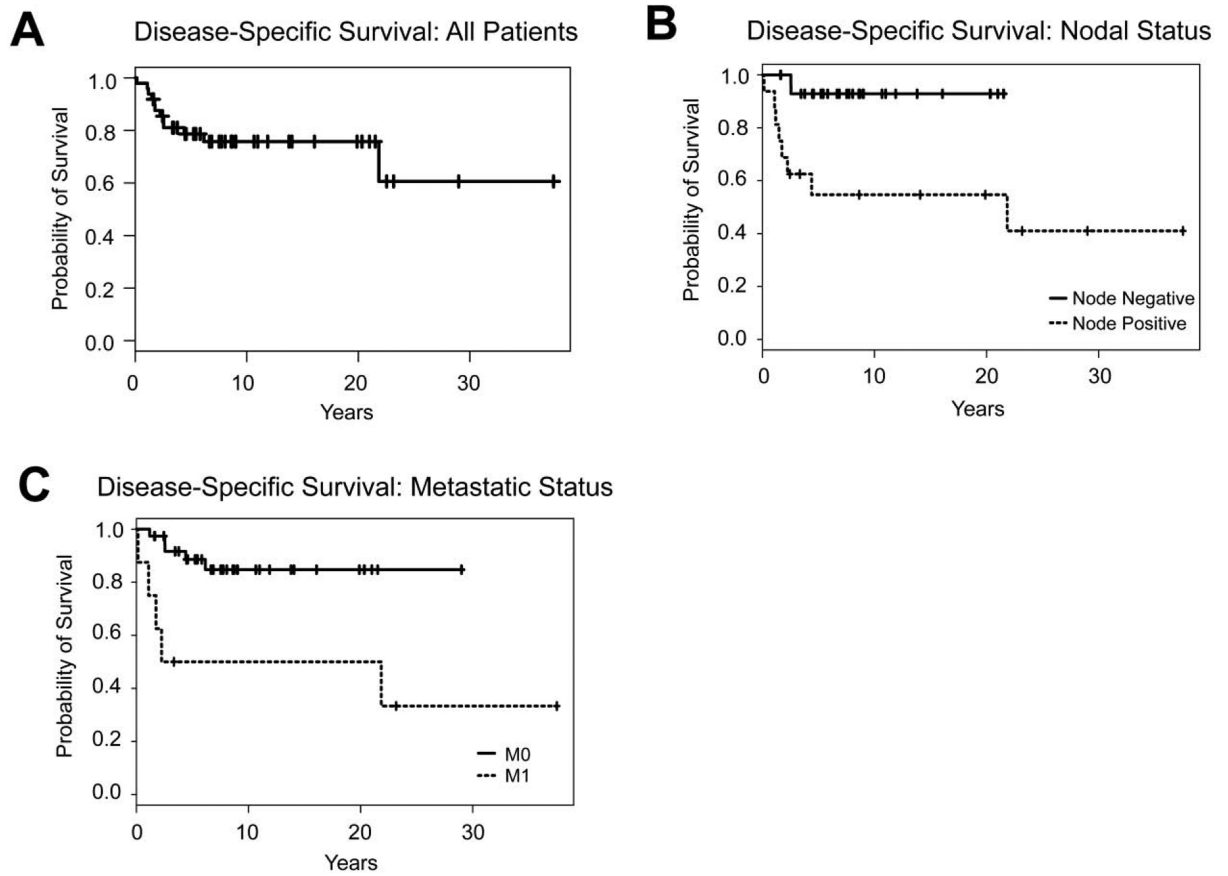 A
Disease-Specific Survival: All Patients
Probability of Survival
1.0
0.8
0.6
0.4
0.2
0.0
0 10 20 30
Years
B
Disease-Specific Survival: Nodal Status
Probability of Survival
1.0
0.8
0.6
0.4
0.2
0.0
Node Negative
Node Positive
0 10 20 30
Years
C
Disease-Specific Survival: Metastatic Status
Probability of Survival
1.0
0.8
0.6
0.4
0.2
0.0
M0
M1
0 10 20 30
Years